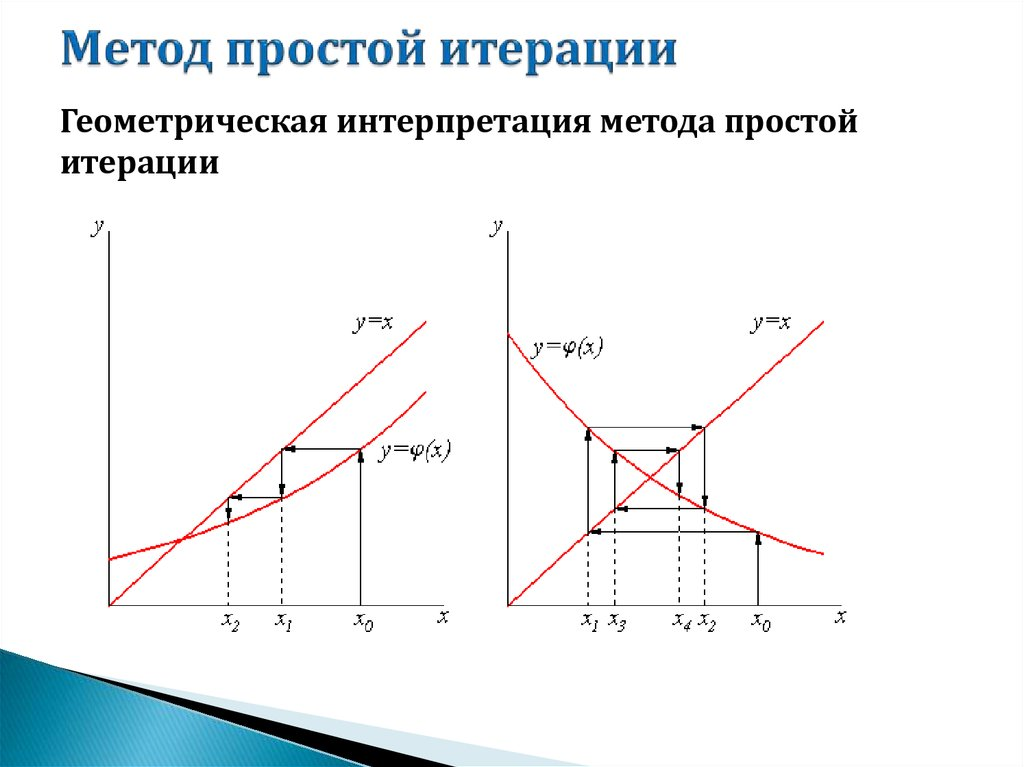 Метод простой итерации
Геометрическая интерпретация метода простой
итерации
y
y=x
y=φ(x)
x₂ x₁ x₀ x
y
y=x
y=φ(x)
x₁ x₃ x₄ x₂ x₀ x